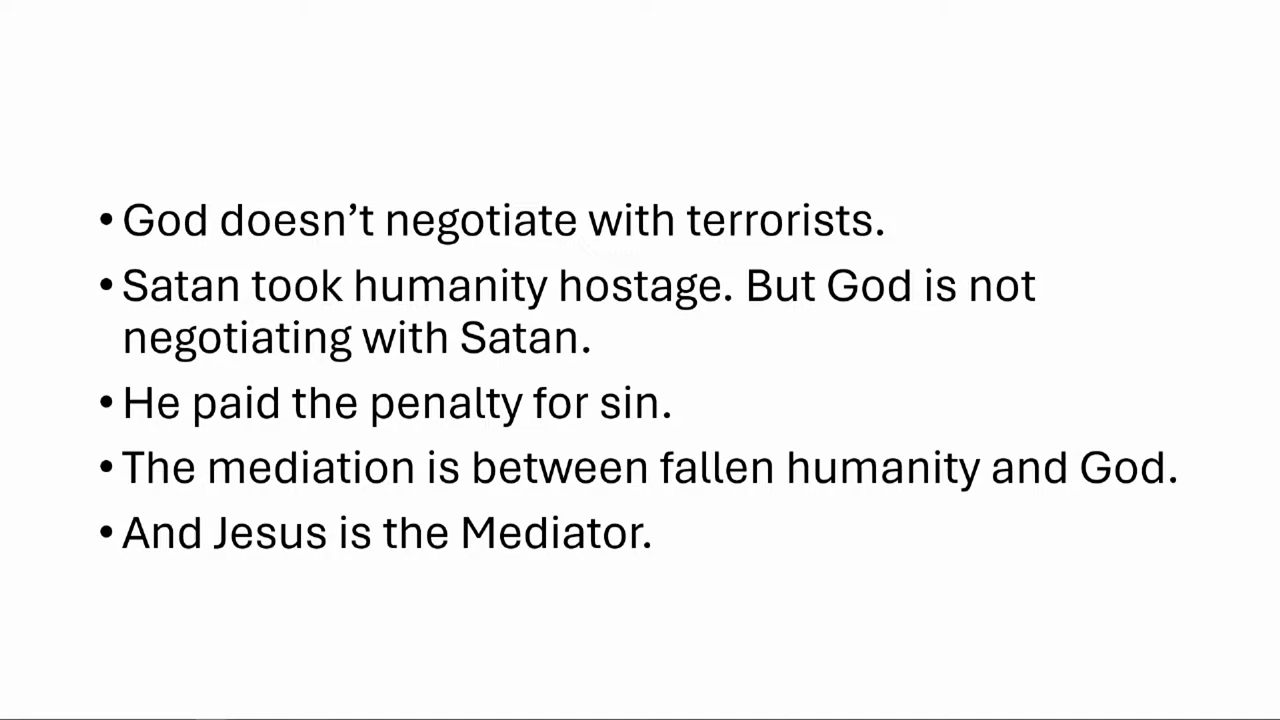 • God doesn’t negotiate with terrorists.
• Satan took humanity hostage. But God is not
negotiating with Satan.
• He paid the penalty for sin.
• The mediation is between fallen humanity and God.
• And Jesus is the Mediator.